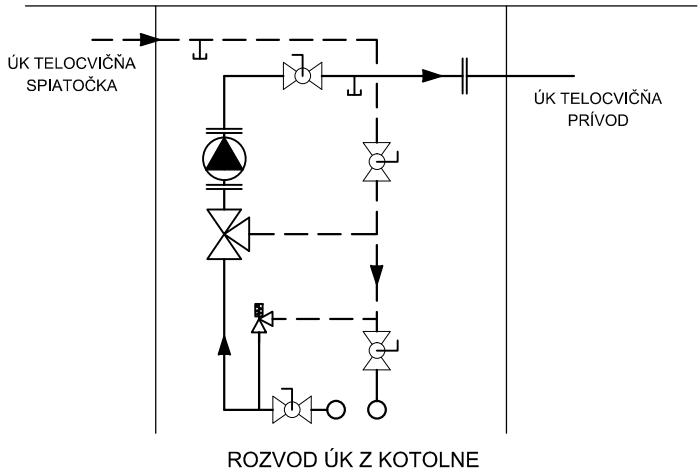 ÚK TELOCVIČŇA
SPIATOČKA
ÚK TELOCVIČŇA
PRÍVOD
ROZVOD ÚK Z KOTOLNE